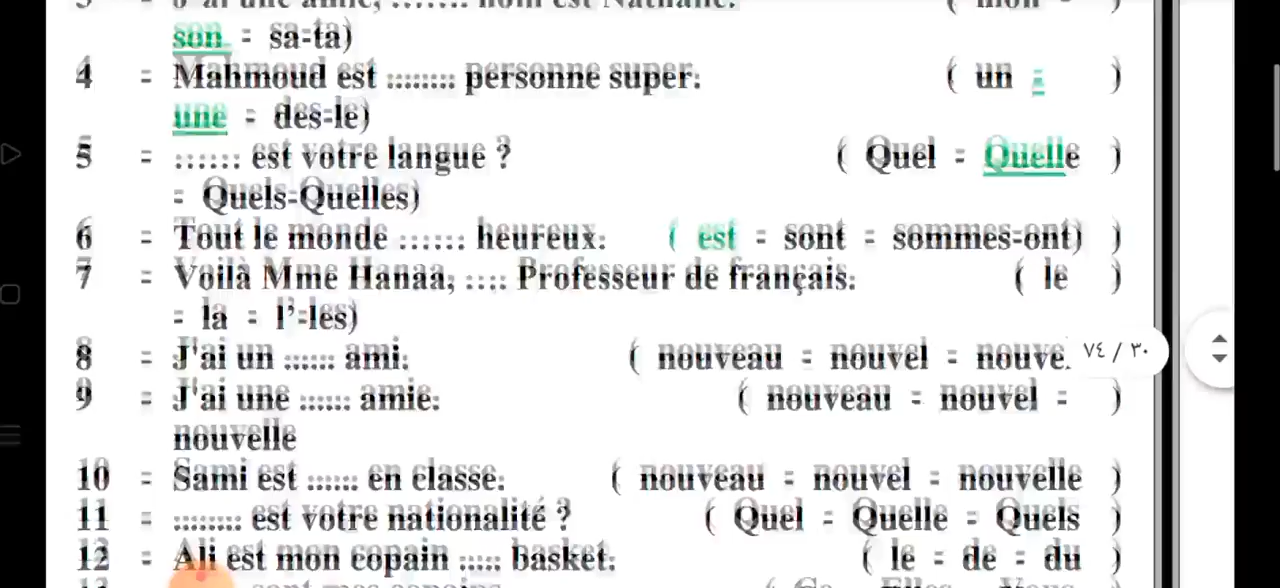 son = sa-ta)
4 = Mahmoud est ........ personne super. ( un = )
une = des-le)
5 = ...... est votre langue ? ( Quel = Quelle )
= Quels-Quelles)
6 = Tout le monde ...... heureux. ( est = sont = sommes-ont) )
7 = Voilà Mme Hanaa, .... Professeur de français. ( le )
= la = l'-les)
8 = J'ai un ...... ami. ( nouveau = nouvel = nouve
٧٤ / ٣٠
9 = J'ai une ...... amie. ( nouveau = nouvel = )
nouvelle
10 = Sami est ...... en classe. ( nouveau = nouvel = nouvelle )
11 = ........ est votre nationalité ? ( Quel = Quelle = Quels )
12 = Ali est mon copain ..... basket. ( le = de = du )